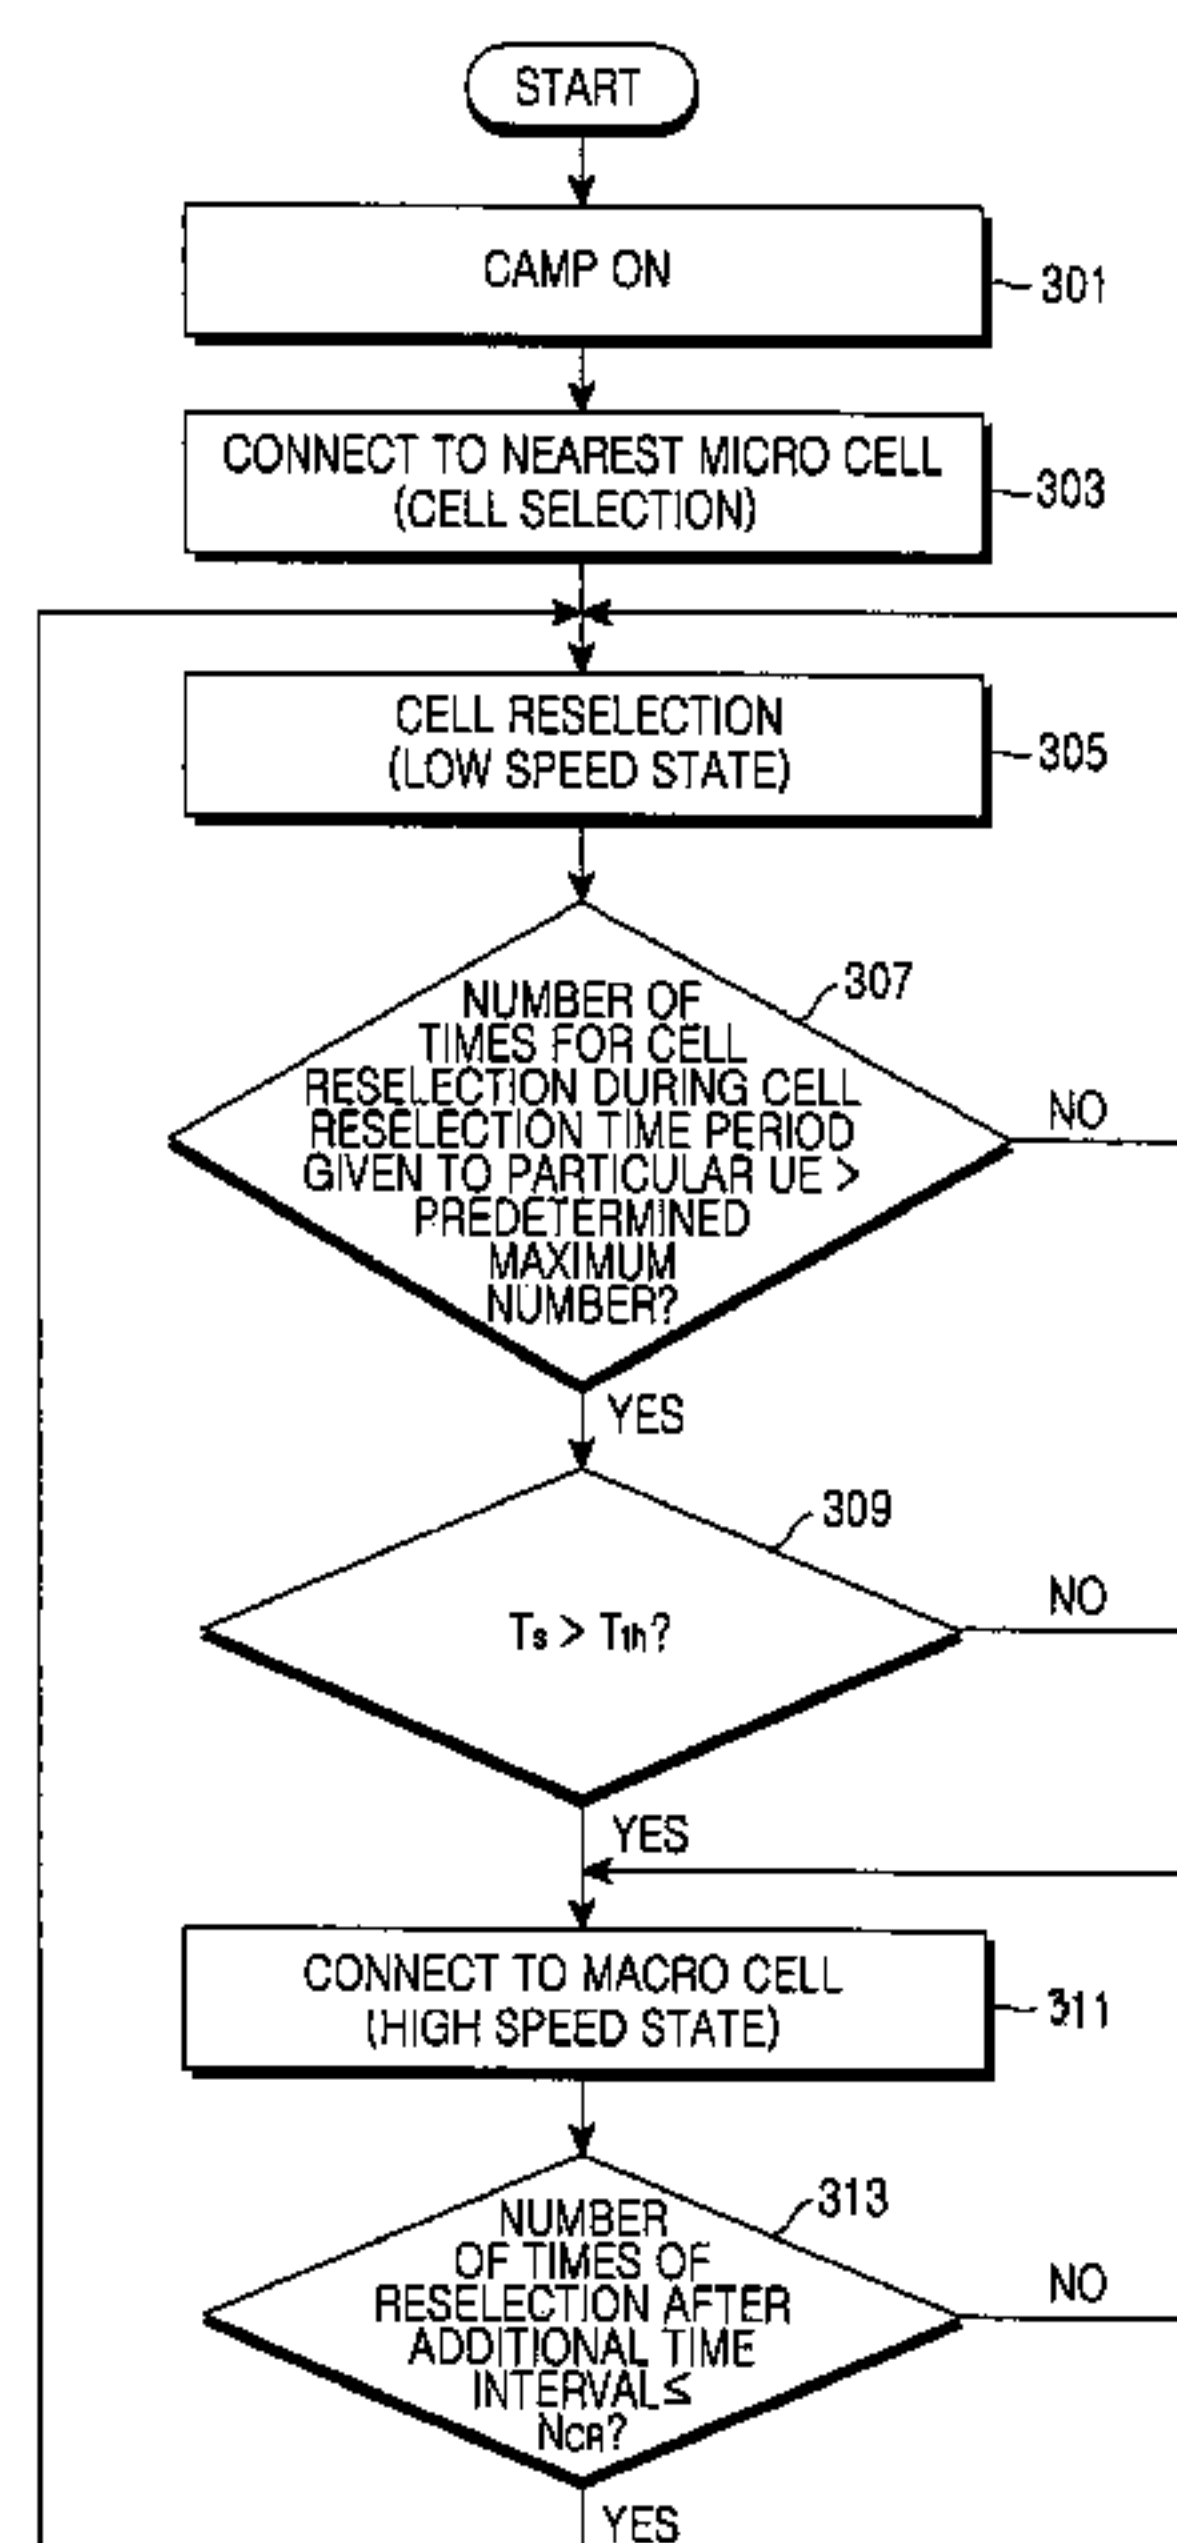 START
CAMP ON
301
CONNECT TO NEAREST MICRO CELL
(CELL SELECTION)
303
CELL RESELECTION
(LOW SPEED STATE)
305
307
NUMBER OF
TIMES FOR CELL
RESELECTION DURING CELL
RESELECTION TIME PERIOD
GIVEN TO PARTICULAR UE >
PREDETERMINED
MAXIMUM
NUMBER?
NO
YES
309
Ts > Tth?
NO
YES
CONNECT TO MACRO CELL
(HIGH SPEED STATE)
311
313
NUMBER
OF TIMES OF
RESELECTION AFTER
ADDITIONAL TIME
INTERVAL≤
NCR?
NO
YES